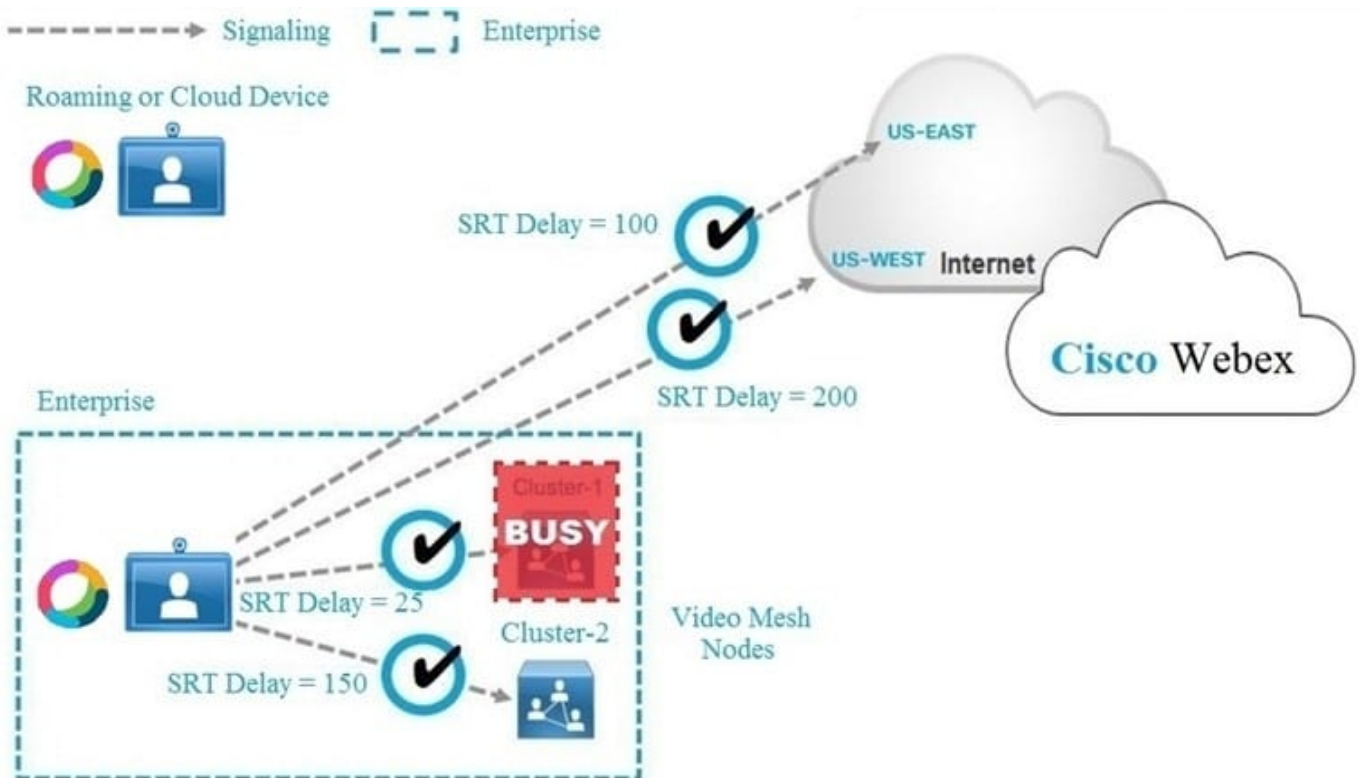 Signaling
Enterprise
Roaming or Cloud Device
US-EAST
SRT Delay = 100
US-WEST
Internet
Cisco Webex
SRT Delay = 200
Enterprise
Cluster-1
BUSY
SRT Delay = 25
Cluster-2
Video Mesh
Nodes
SRT Delay = 150